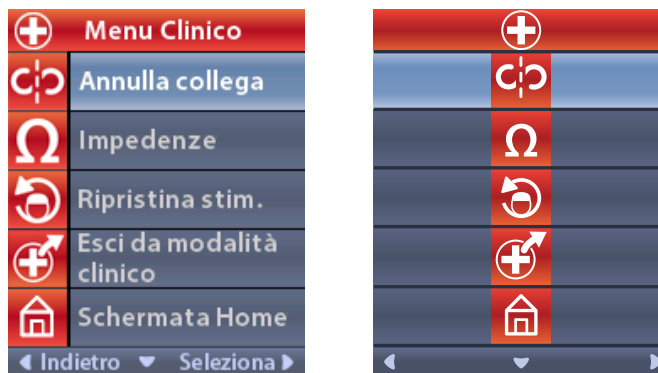 Menu Clinico
Annulla collega
Ω Impedenze
Ripristina stim.
Esci da modalità
clinico
Schermata Home
Indietro Seleziona
Ω